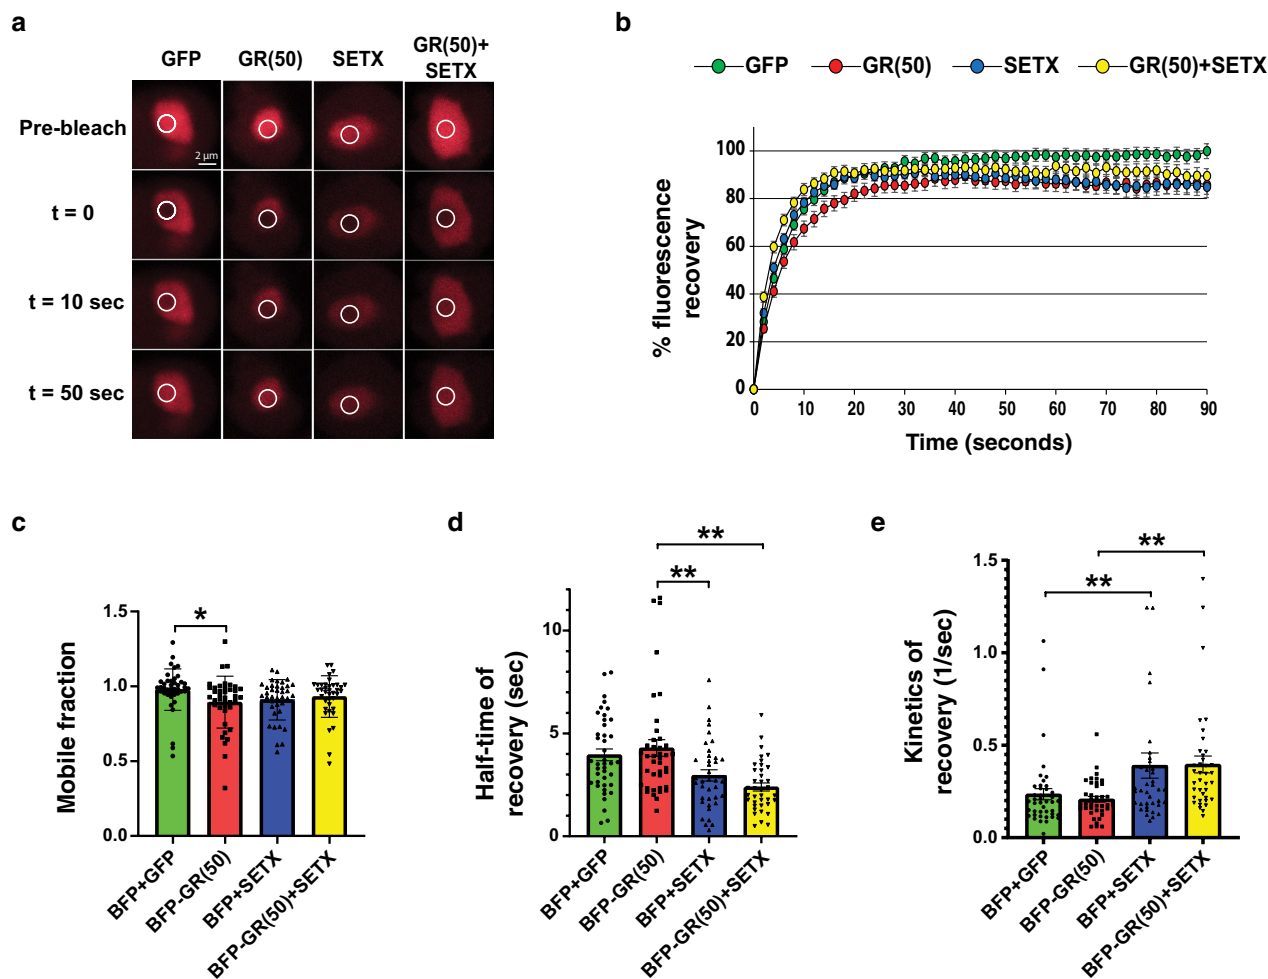 a
GFP
GR(50)
SETX
GR(50)+
SETX
Pre-bleach
2 µm
t = 0
t = 10 sec
t = 50 sec
b
GFP
GR(50)
SETX
GR(50)+SETX
% fluorescence
recovery
100
80
60
40
20
0
0 10 20 30 40 50 60 70 80 90
Time (seconds)
c
Mobile fraction
1.5
1.0
0.5
0.0
*
BFP+GFP
BFP-GR(50)
BFP+SETX
BFP-GR(50)+SETX
d
Half-time of
recovery (sec)
10
5
0
**
**
BFP+GFP
BFP-GR(50)
BFP+SETX
BFP-GR(50)+SETX
e
Kinetics of
recovery (1/sec)
1.5
1.0
0.5
0.0
**
**
BFP+GFP
BFP-GR(50)
BFP+SETX
BFP-GR(50)+SETX